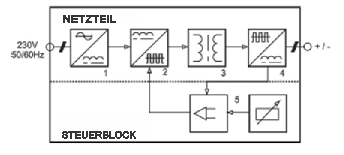 NETZTEIL
230V
50/60Hz
+ / -
1
2
3
4
5
STEUERBLOCK